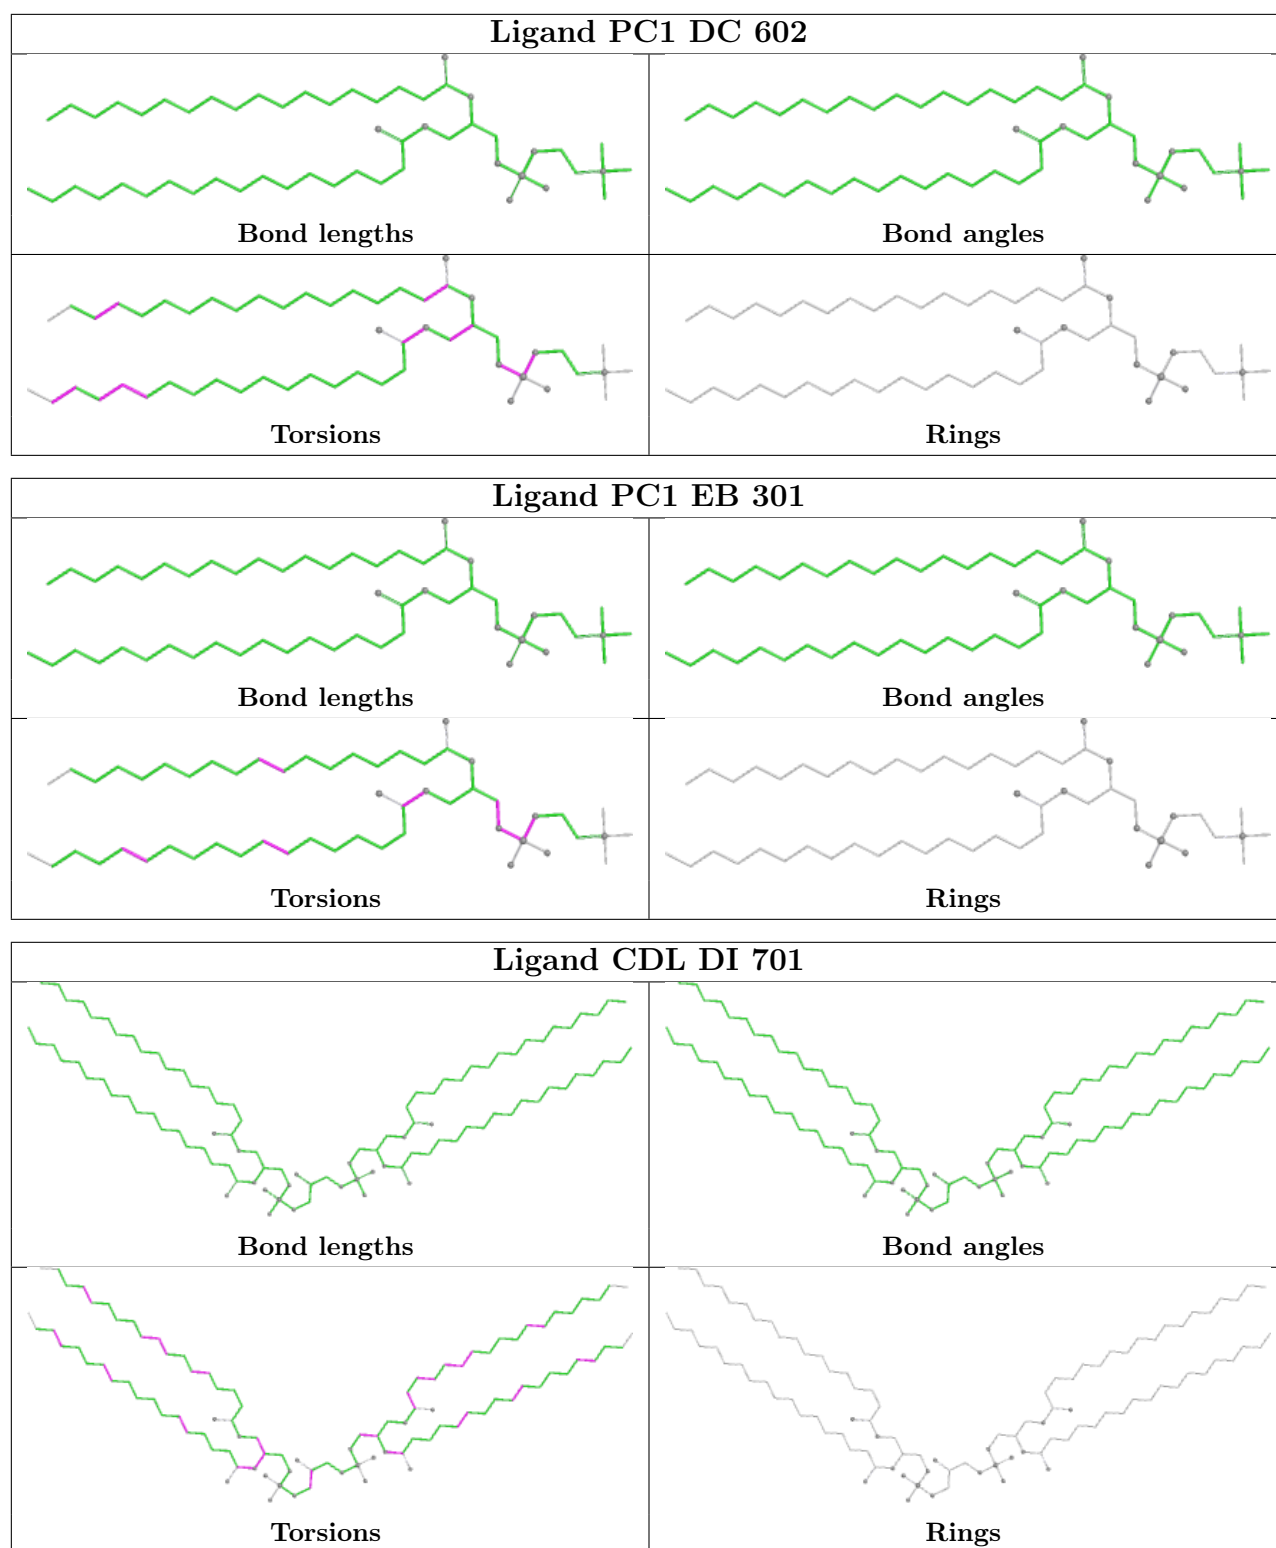 Ligand PC1 DC 602
Bond lengths
Bond angles
Torsions
Rings
Ligand PC1 EB 301
Bond lengths
Bond angles
Torsions
Rings
Ligand CDL DI 701
Bond lengths
Bond angles
Torsions
Rings